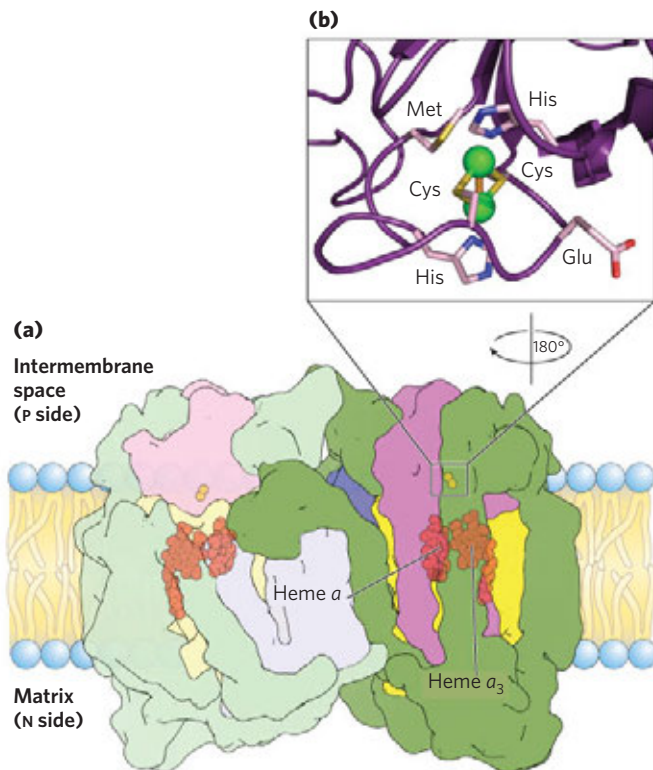 (b)
Met
His
Cys
Cys
Glu
His
(a)
180°
Intermembrane
space
(P side)
Heme a
Heme a₃
Matrix
(N side)